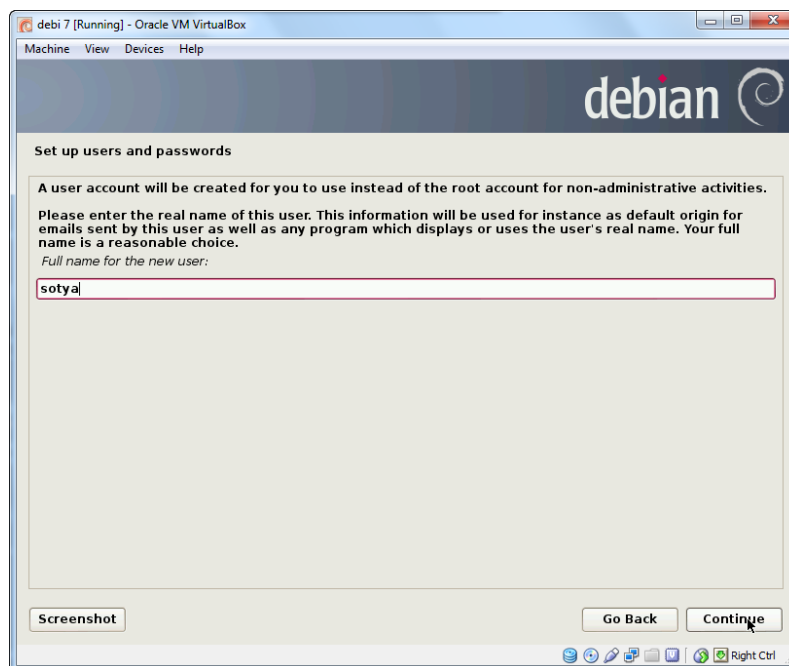 debi 7 [Running] - Oracle VM VirtualBox
Machine View Devices Help
debian
Set up users and passwords
A user account will be created for you to use instead of the root account for non-administrative activities.
Please enter the real name of this user. This information will be used for instance as default origin for
emails sent by this user as well as any program which displays or uses the user's real name. Your full
name is a reasonable choice.
Full name for the new user:
sotya
Screenshot Go Back Continue
Right Ctrl